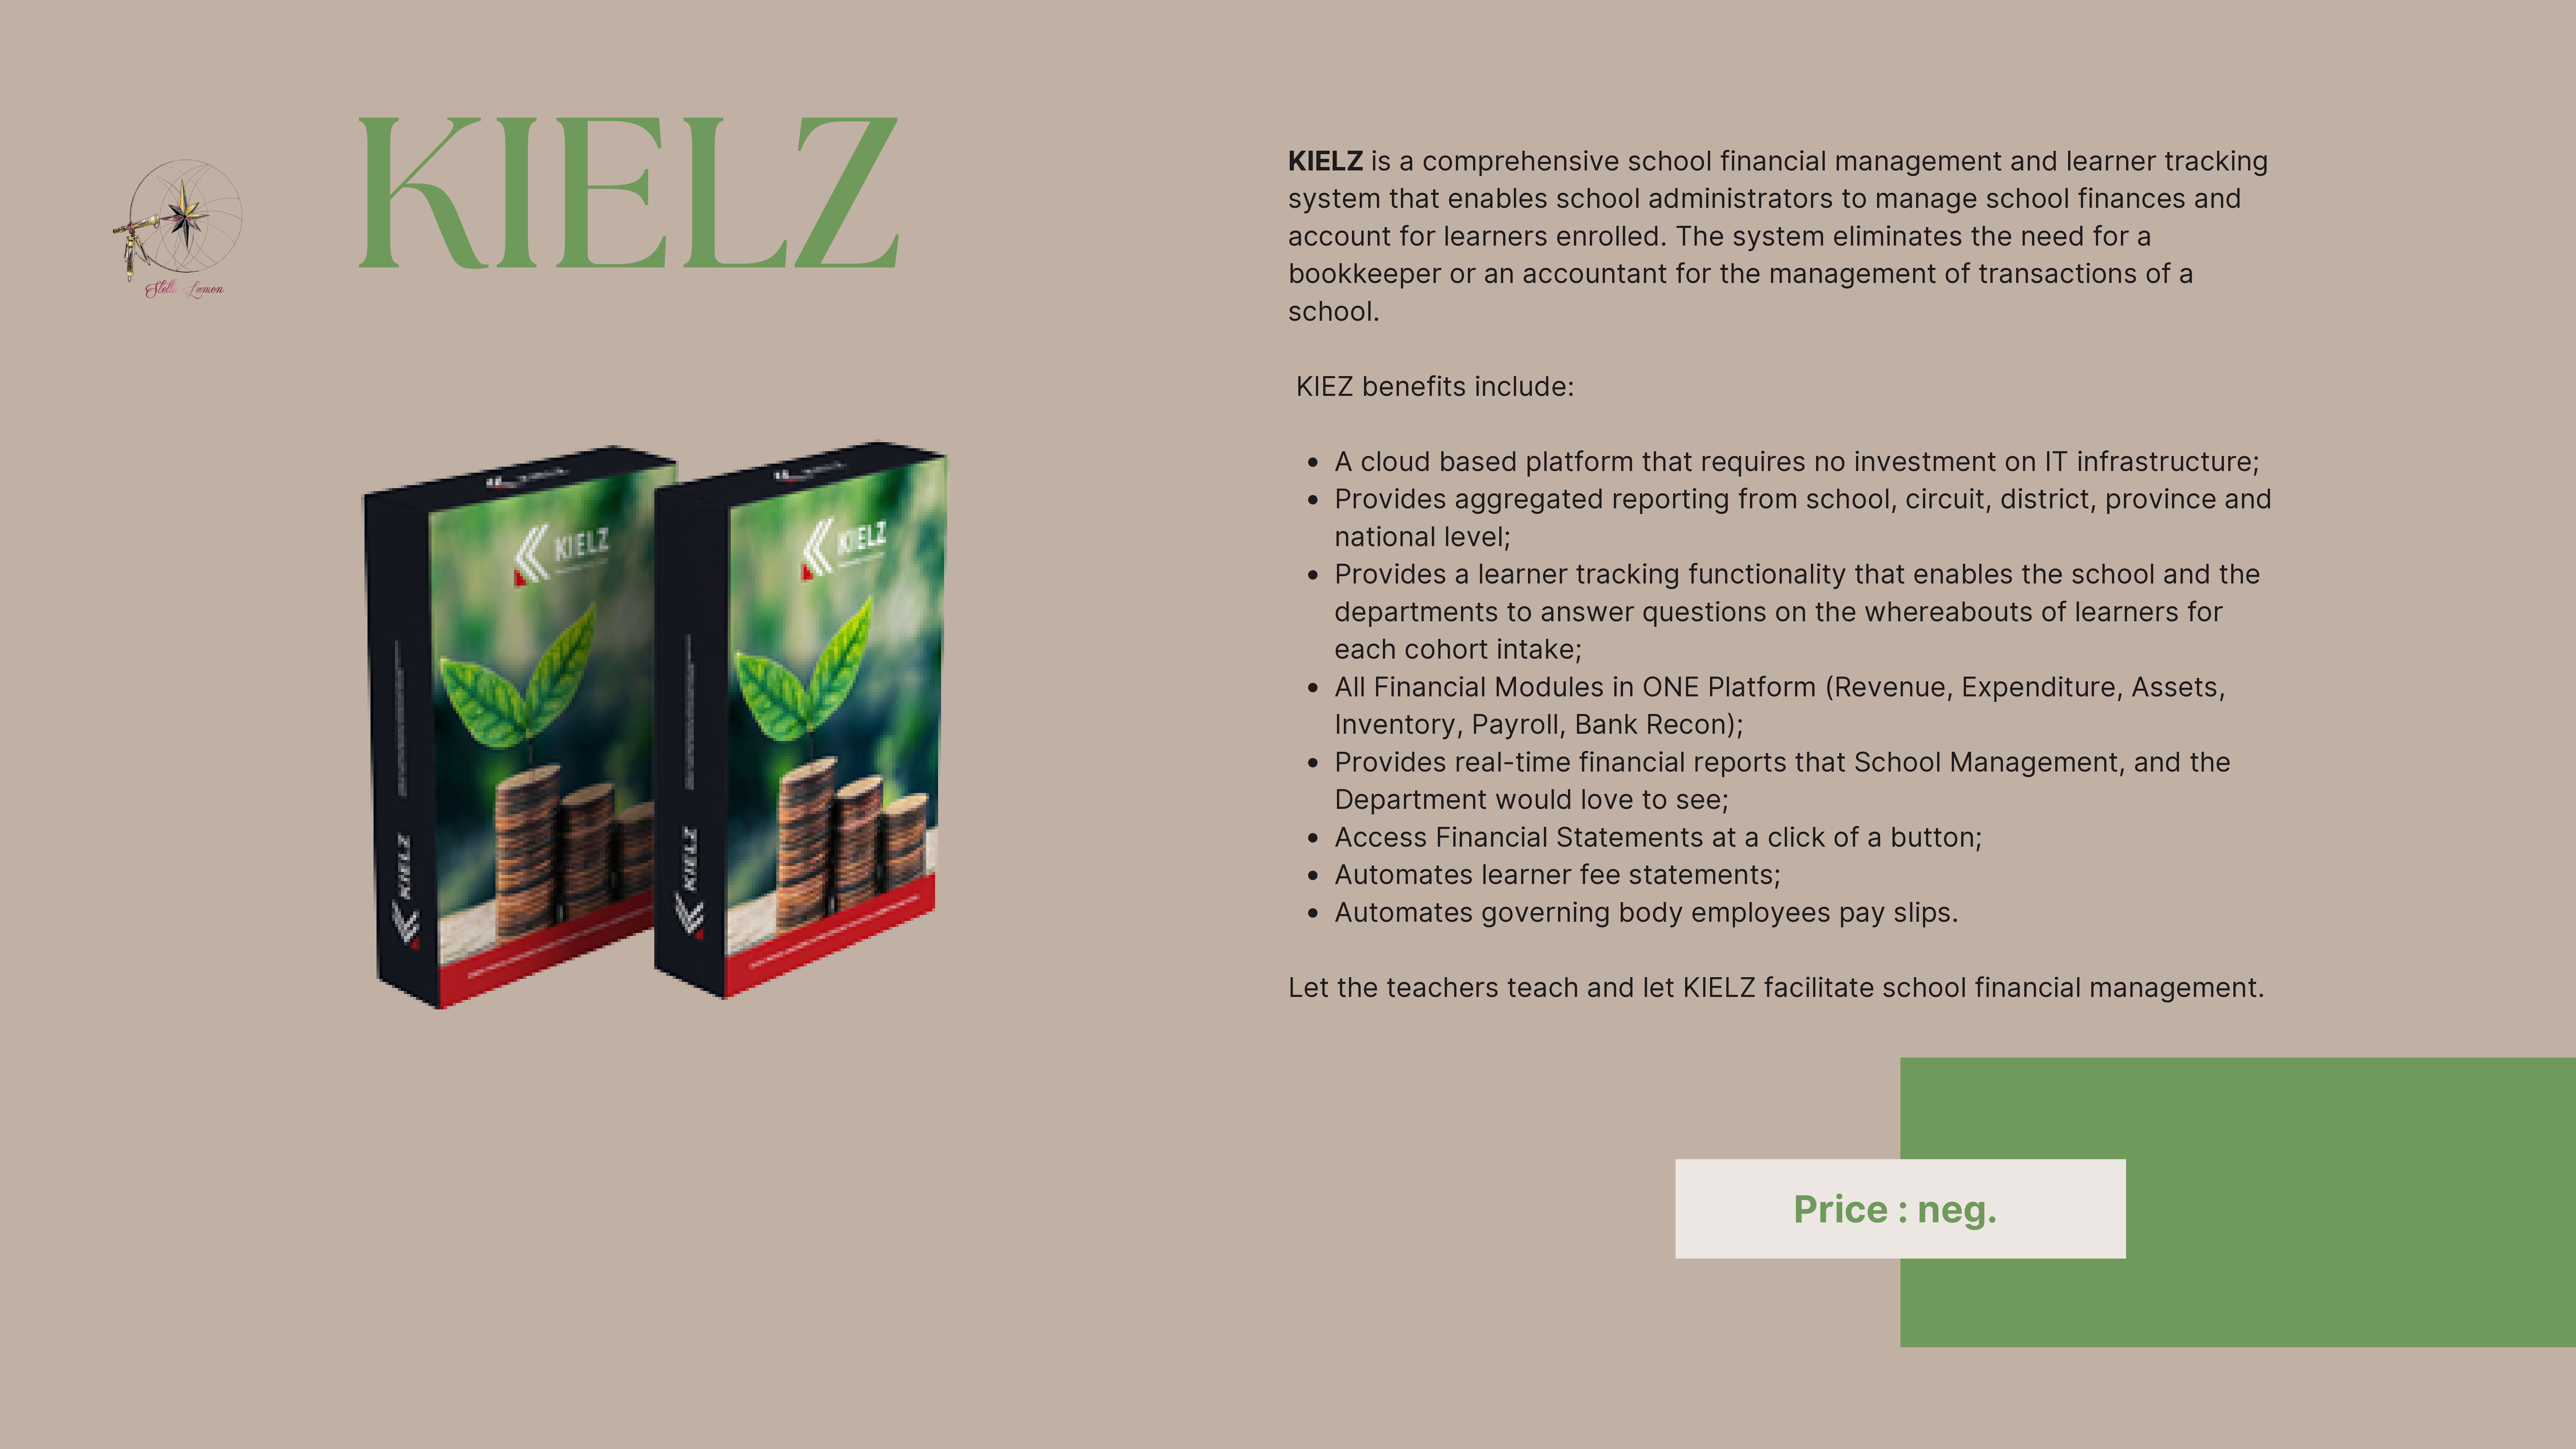 KIELZ
Stella Lumen
KIELZ is a comprehensive school financial management and learner tracking
system that enables school administrators to manage school finances and
account for learners enrolled. The system eliminates the need for a
bookkeeper or an accountant for the management of transactions of a
school.
KIEZ benefits include:
• A cloud based platform that requires no investment on IT infrastructure;
• Provides aggregated reporting from school, circuit, district, province and
national level;
• Provides a learner tracking functionality that enables the school and the
departments to answer questions on the whereabouts of learners for
each cohort intake;
• All Financial Modules in ONE Platform (Revenue, Expenditure, Assets,
Inventory, Payroll, Bank Recon);
• Provides real-time financial reports that School Management, and the
Department would love to see;
• Access Financial Statements at a click of a button;
• Automates learner fee statements;
• Automates governing body employees pay slips.
Let the teachers teach and let KIELZ facilitate school financial management.
KIELZ
KIELZ
KIELZ
KIELZ
Price : neg.